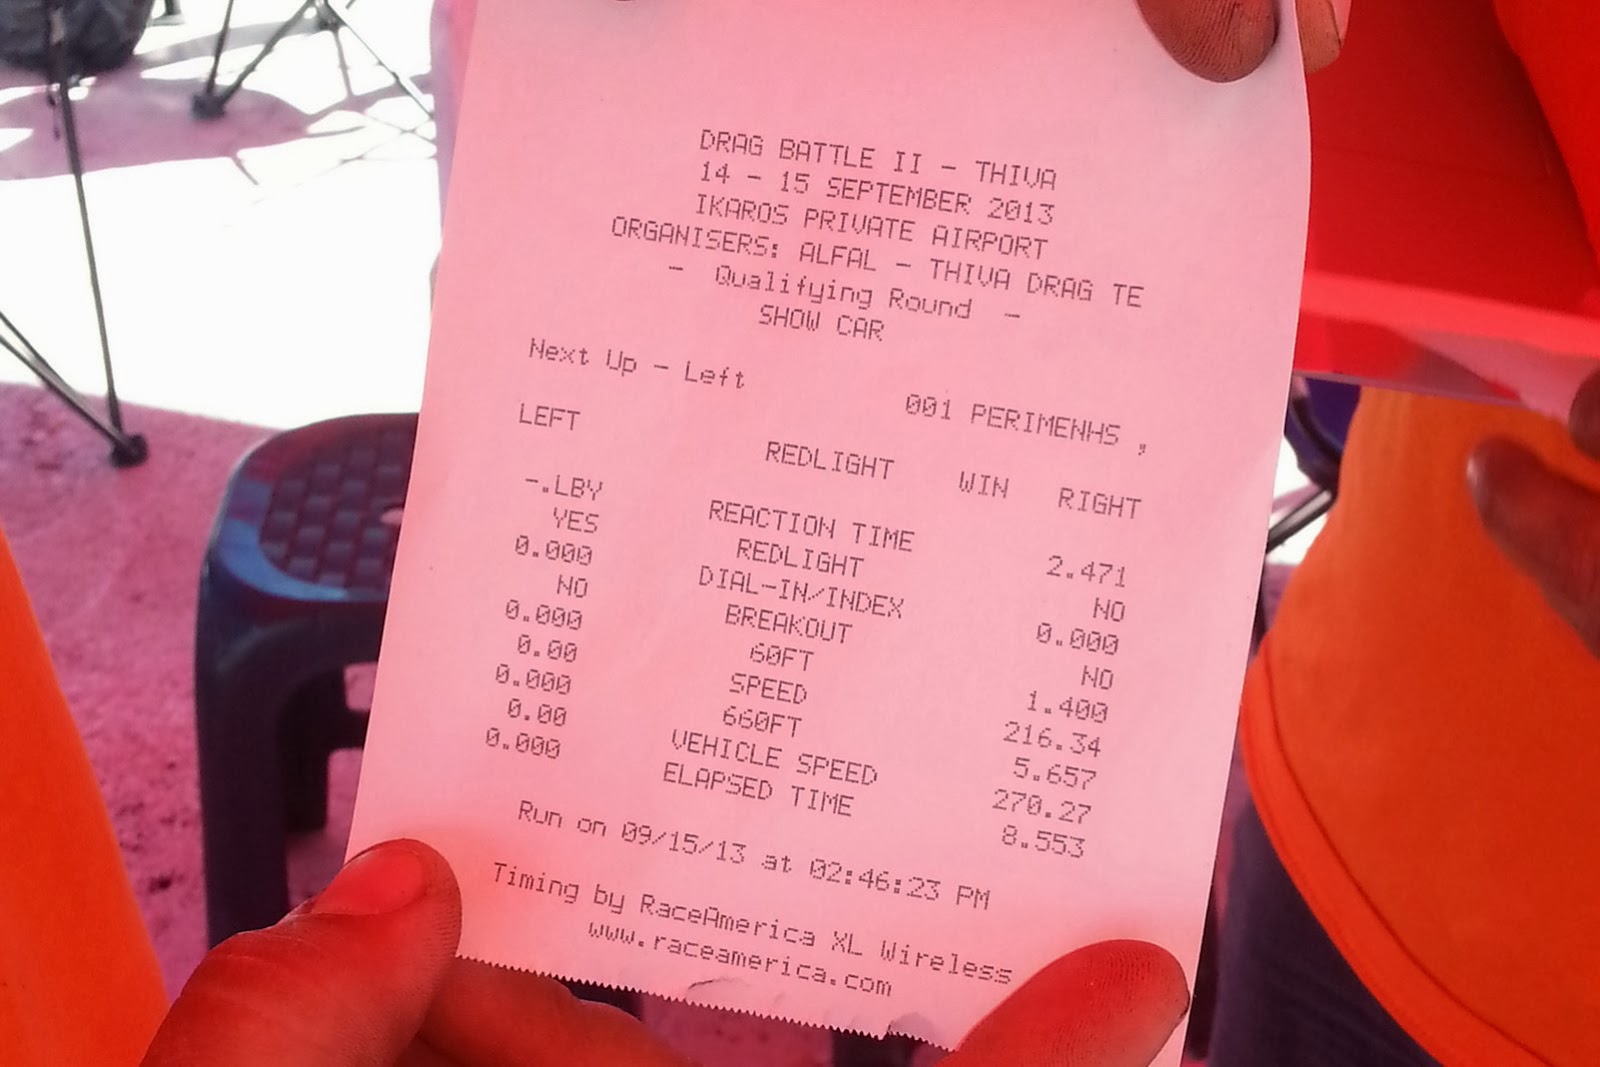 DRAG BATTLE II - THIVA
14 - 15 SEPTEMBER 2013
IKAROS PRIVATE AIRPORT
ORGANISERS: ALFAL - THIVA DRAG TE
- Qualifying Round -
SHOW CAR
Next Up - Left
001 PERIMENHS ,
LEFT REDLIGHT WIN RIGHT
-.LBY REACTION TIME 2.471
YES REDLIGHT NO
0.000 DIAL-IN/INDEX 0.000
NO BREAKOUT NO
0.000 60FT 1.400
0.00 SPEED 216.34
0.000 660FT 5.657
0.00 VEHICLE SPEED 270.27
0.000 ELAPSED TIME 8.553
Run on 09/15/13 at 02:46:23 PM
Timing by RaceAmerica XL Wireless
www.raceamerica.com